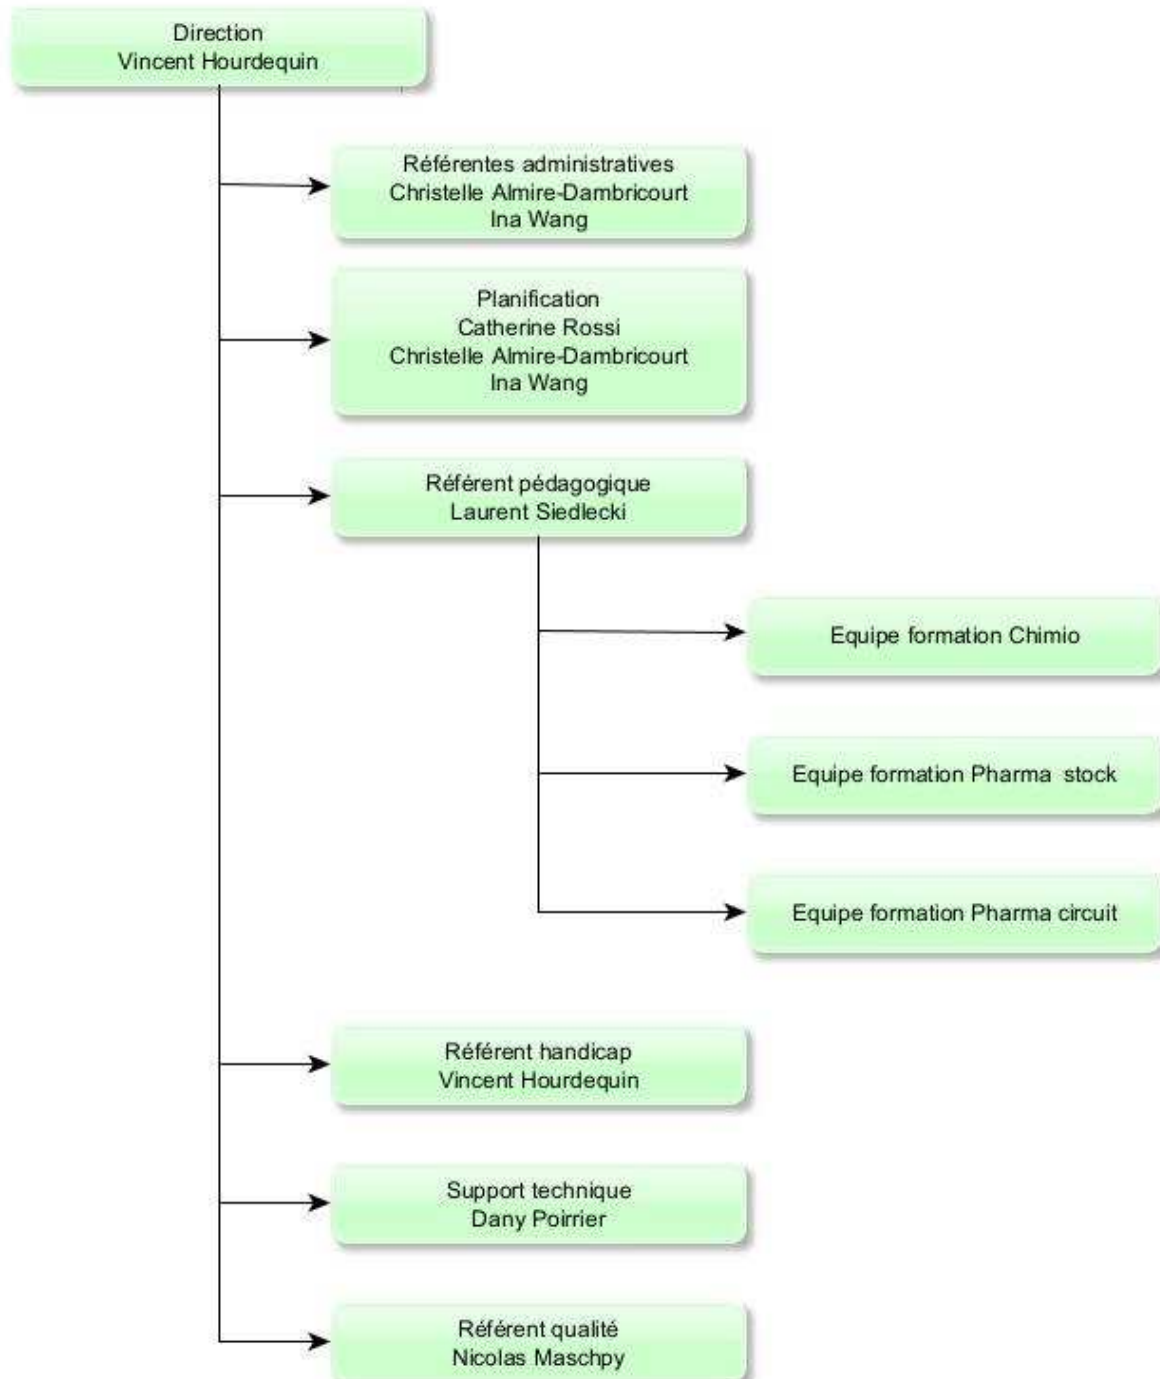 Direction
Vincent Hourdequin
Référentes administratives
Christelle Almire-Dambricourt
Ina Wang
Planification
Catherine Rossi
Christelle Almire-Dambricourt
Ina Wang
Référent pédagogique
Laurent Siedlecki
Equipe formation Chimio
Equipe formation Pharma stock
Equipe formation Pharma circuit
Référent handicap
Vincent Hourdequin
Support technique
Dany Poirrier
Référent qualité
Nicolas Maschpy